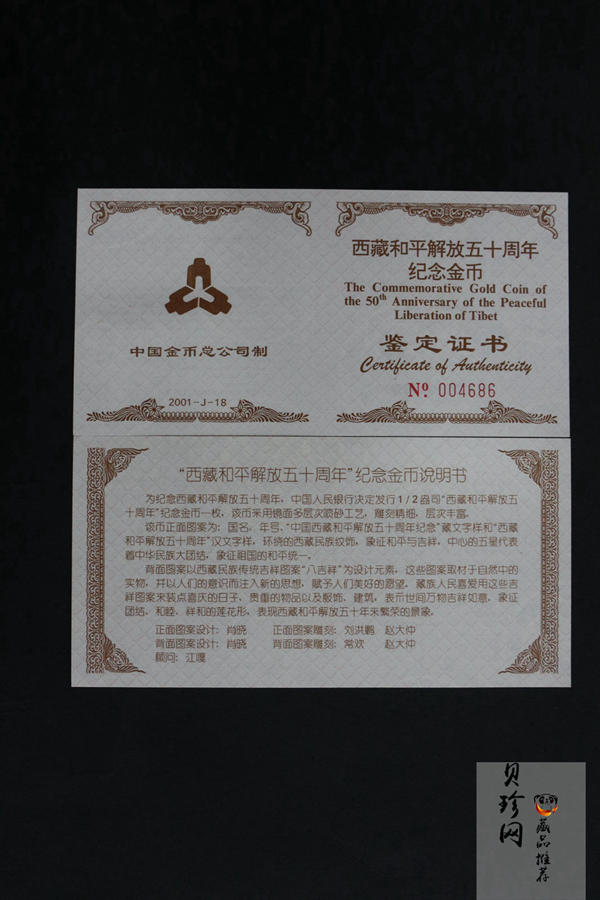 中国金币总公司制
2001-J-18
西藏和平解放五十周年
纪念金币
The Commemorative Gold Coin of
the 50th Anniversary of the Peaceful
Liberation of Tibet
鉴定证书
Certificate of Authenticity
Nº 004686
“西藏和平解放五十周年”纪念金币说明书
为纪念西藏和平解放五十周年，中国人民银行决定发行1/2盎司“西藏和平解放五
十周年”纪念金币一枚，该币采用镜面多层次喷砂工艺，雕刻精细，层次丰富。
该币正面图案为：国名，年号，“中国西藏和平解放五十周年纪念”藏文字样和“西藏
和平解放五十周年”汉文字样，环绕的西藏民族纹饰，象征和平与吉祥，中心的五星代表
着中华民族大团结，象征祖国的和平统一。
背面图案以西藏民族传统吉祥图案“八吉祥”为设计元素，这些图案取材于自然中的
实物，并以人们的意识而注入新的思想，赋予人们美好的愿望。藏族人民喜爱用这些吉
祥图案来装点喜庆的日子，贵重的物品以及服饰、建筑，表示世间万物吉祥如意，象征
团结，和睦，祥和的莲花形，表现西藏和平解放五十年来繁荣的景象。
正面图案设计：肖晓 正面图案雕刻：刘洪鹏 赵大仲
背面图案设计：肖晓 背面图案雕刻：常欢 赵大仲
顾问：江嘎
贝珍网
藏品推荐